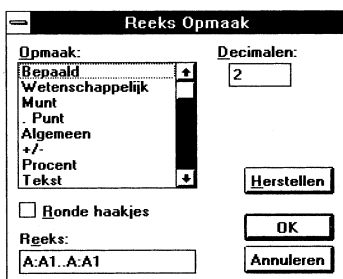 Reeks Opmaak
Opmaak:
Bepaald
Wetenschappelijk
Munt
. Punt
Algemeen
+/-
Procent
Tekst
Decimalen:
2
Ronde haakjes
Reeks:
A:A1..A:A1
Herstellen
OK
Annuleren